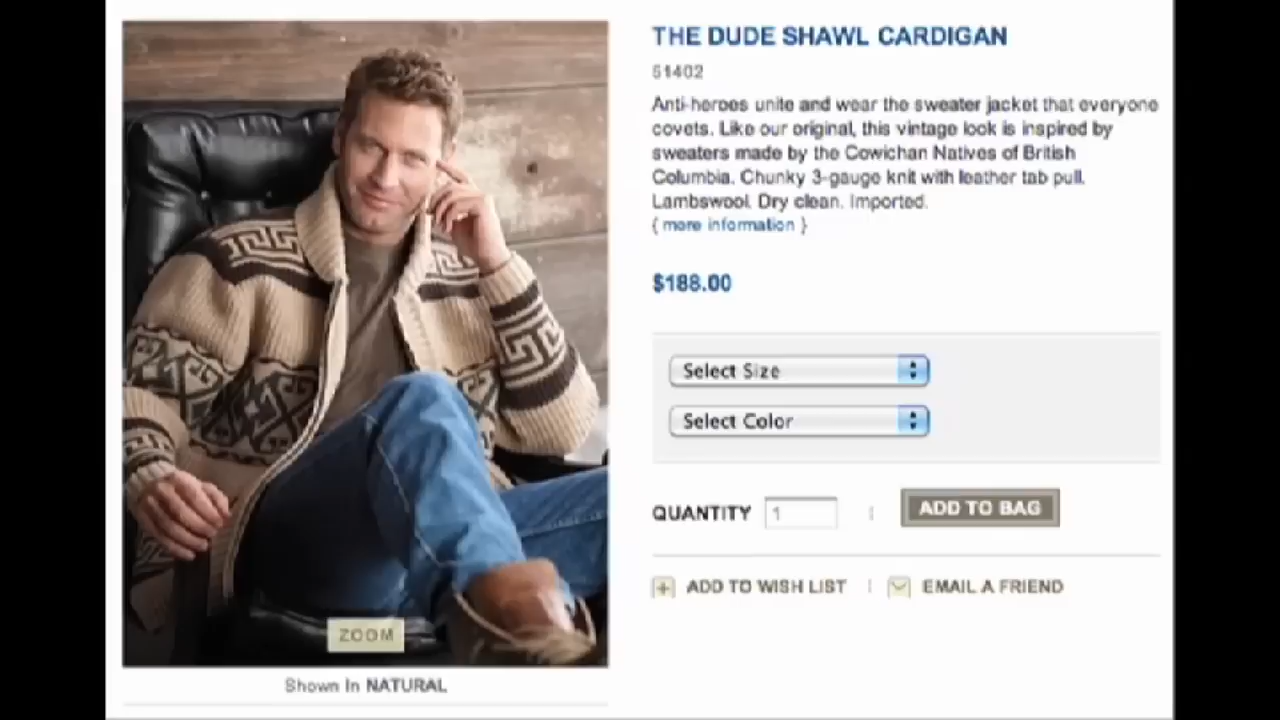 THE DUDE SHAWL CARDIGAN
51402
Anti-heroes unite and wear the sweater jacket that everyone
covets. Like our original, this vintage look is inspired by
sweaters made by the Cowichan Natives of British
Columbia. Chunky 3-gauge knit with leather tab pull.
Lambswool. Dry clean. Imported.
{ more information }
$188.00
Select Size
Select Color
QUANTITY 1 ADD TO BAG
ADD TO WISH LIST EMAIL A FRIEND
ZOOM
Shown In NATURAL